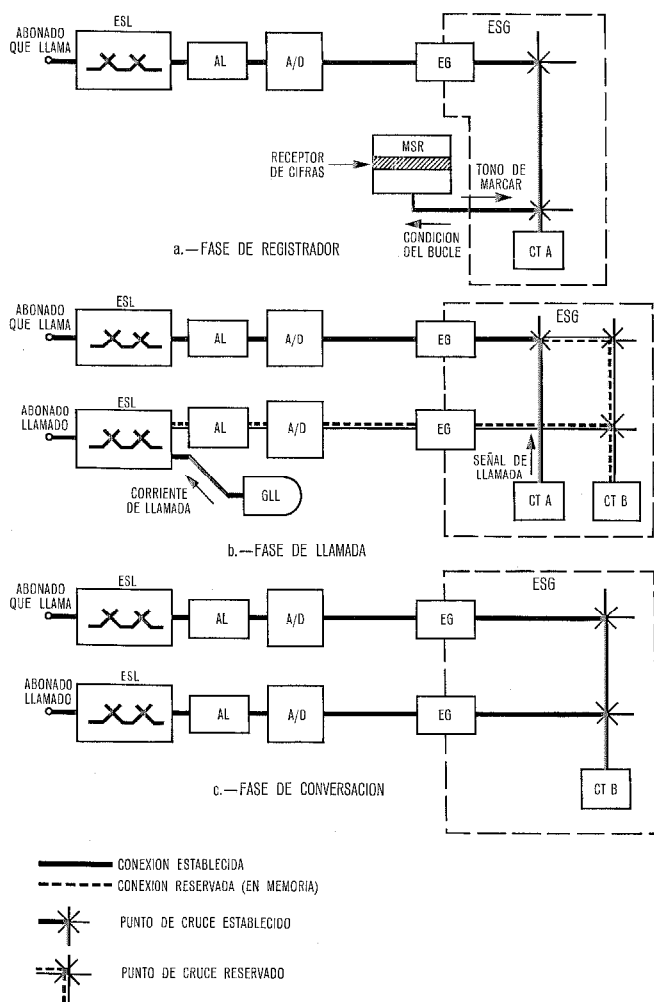 ESG
ESL
ABONADO
QUE LLAMA
AL
A/D
EG
MSR
RECEPTOR
DE CIFRAS
TONO DE
MARCAR
CONDICION
DEL BUCLE
CT A
a.—FASE DE REGISTRADOR
ESL
ESG
ABONADO
QUE LLAMA
AL
A/D
EG
ABONADO
LLAMADO
ESL
AL
A/D
EG
SEÑAL DE
LLAMADA
CORRIENTE
DE LLAMADA
GLL
CT A
CT B
b.—FASE DE LLAMADA
ESL
ESG
ABONADO
QUE LLAMA
AL
A/D
EG
ESL
ABONADO
LLAMADO
AL
A/D
EG
CT B
c.—FASE DE CONVERSACION
CONEXION ESTABLECIDA
CONEXION RESERVADA (EN MEMORIA)
PUNTO DE CRUCE ESTABLECIDO
PUNTO DE CRUCE RESERVADO